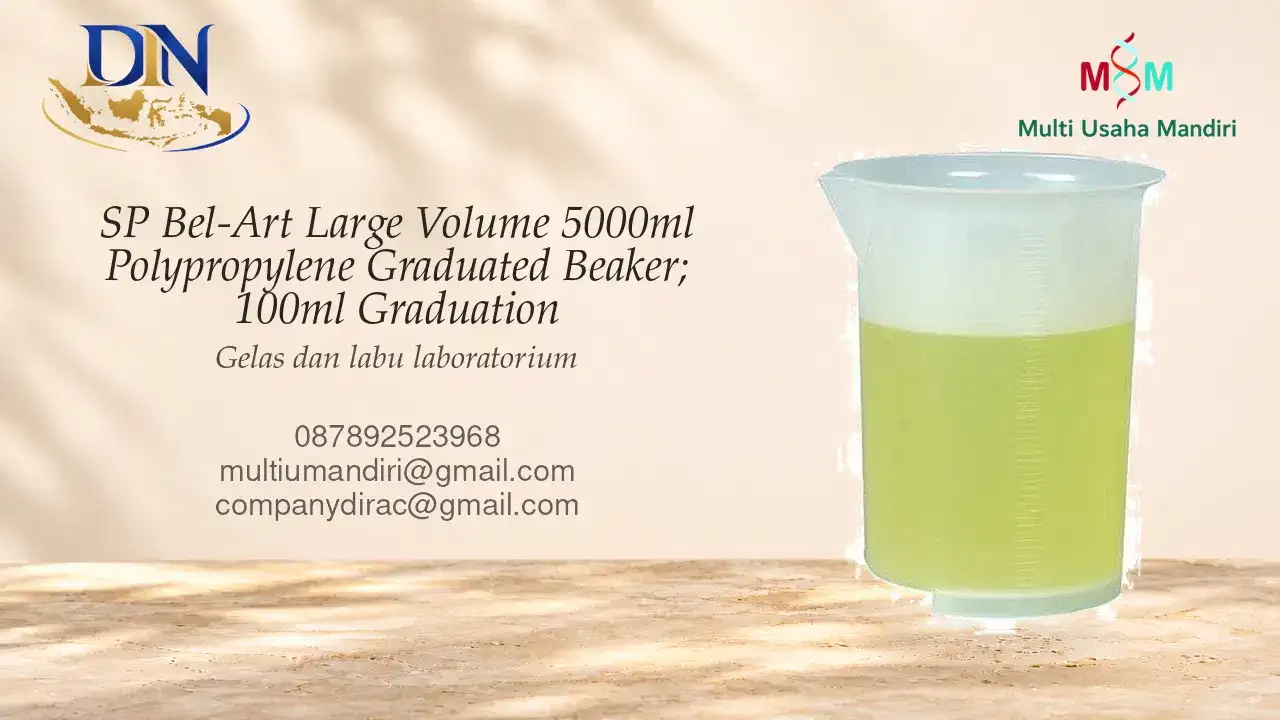 DIN
M M
Multi Usaha Mandiri
SP Bel-Art Large Volume 5000ml
Polypropylene Graduated Beaker;
100ml Graduation
Gelas dan labu laboratorium
087892523968
multiumandiri@gmail.com
companydirac@gmail.com